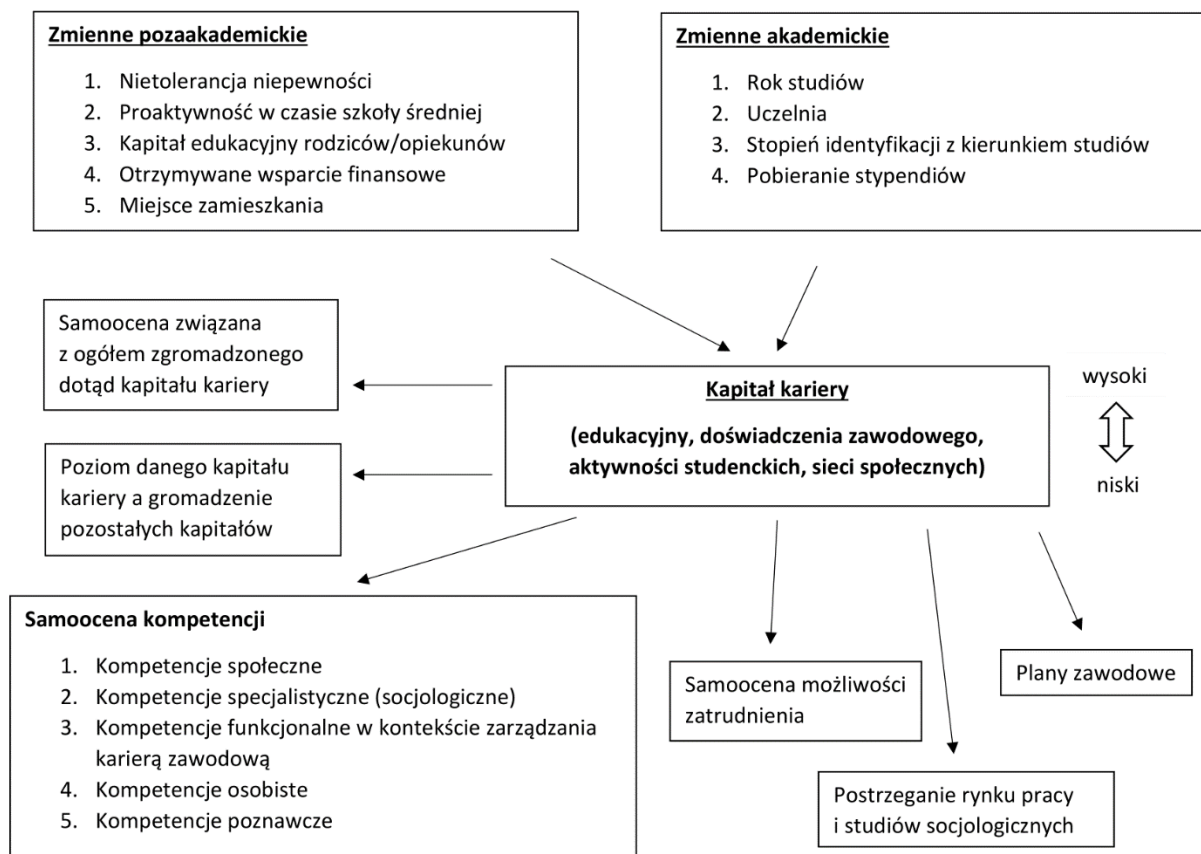 Zmienne pozaakademickie
1. Nietolerancja niepewności
2. Proaktywność w czasie szkoły średniej
3. Kapitał edukacyjny rodziców/opiekunów
4. Otrzymywane wsparcie finansowe
5. Miejsce zamieszkania
Zmienne akademickie
1. Rok studiów
2. Uczelnia
3. Stopień identyfikacji z kierunkiem studiów
4. Pobieranie stypendiów
Samoocena związana
z ogółem zgromadzonego
dotąd kapitału kariery
Kapitał kariery
(edukacyjny, doświadczenia zawodowego,
aktywności studenckich, sieci społecznych)
wysoki
niski
Poziom danego kapitału
kariery a gromadzenie
pozostałych kapitałów
Samoocena kompetencji
1. Kompetencje społeczne
2. Kompetencje specjalistyczne (socjologiczne)
3. Kompetencje funkcjonalne w kontekście zarządzania
karierą zawodową
4. Kompetencje osobiste
5. Kompetencje poznawcze
Samoocena możliwości
zatrudnienia
Plany zawodowe
Postrzeganie rynku pracy
i studiów socjologicznych